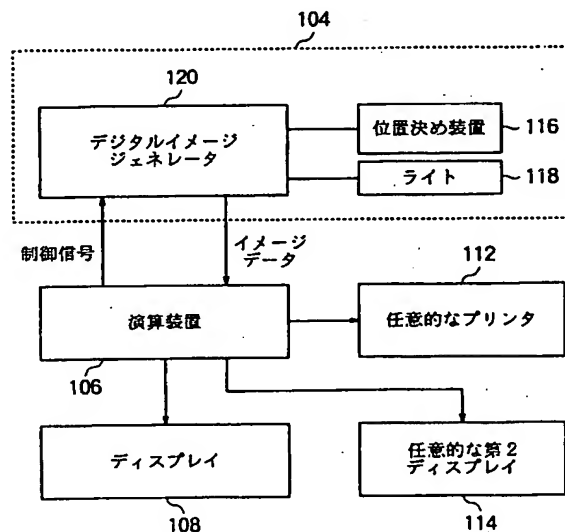 104
120
デジタルイメージ
ジェネレータ
位置決め装置
116
ライト
118
制御信号
イメージ
データ
112
演算装置
任意的なプリンタ
106
ディスプレイ
任意的な第2
ディスプレイ
108
114